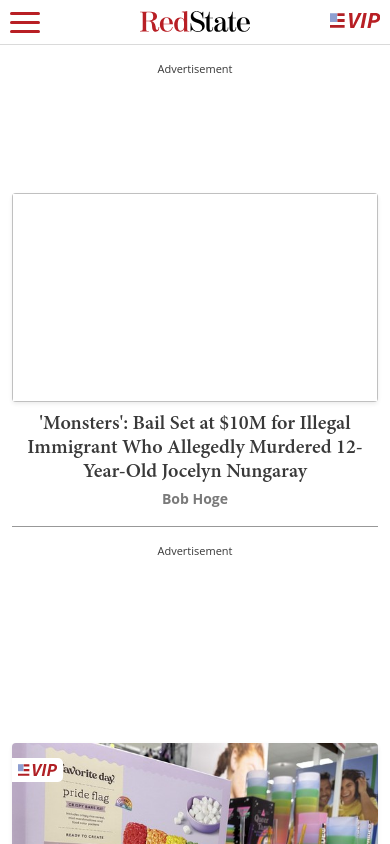 RedState
VIP
Advertisement
'Monsters': Bail Set at $10M for Illegal
Immigrant Who Allegedly Murdered 12-
Year-Old Jocelyn Nungaray
Bob Hoge
Advertisement
VIP
favorite day
pride flag
CRISPY BARS KIT
READY TO CREATE